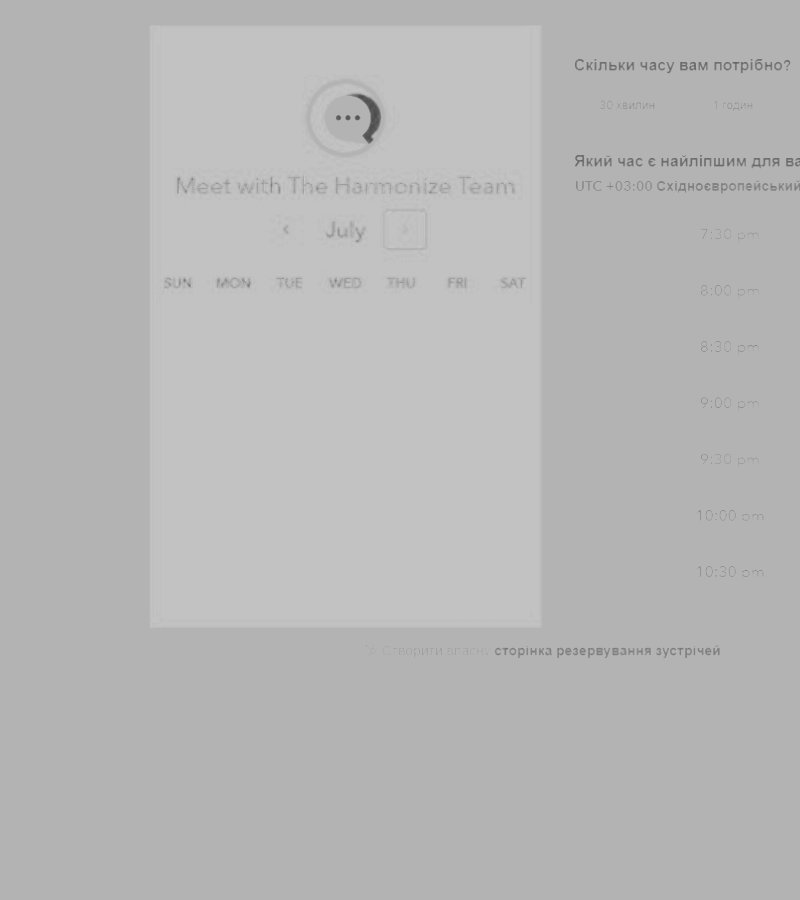 Meet with The Harmonize Team
July
SUN MON TUE WED THU FRI SAT
Скільки часу вам потрібно?
30 хвилин 1 годин
Який час є найліпшим для ва
UTC +03:00 Східноєвропейський
7:30 pm
8:00 pm
8:30 pm
9:00 pm
9:30 pm
10:00 pm
10:30 pm
Створити власну сторінка резервування зустрічей